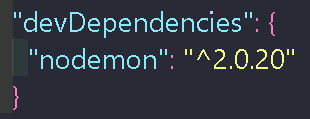 "devDependencies": {
"nodemon": "^2.0.20"
}